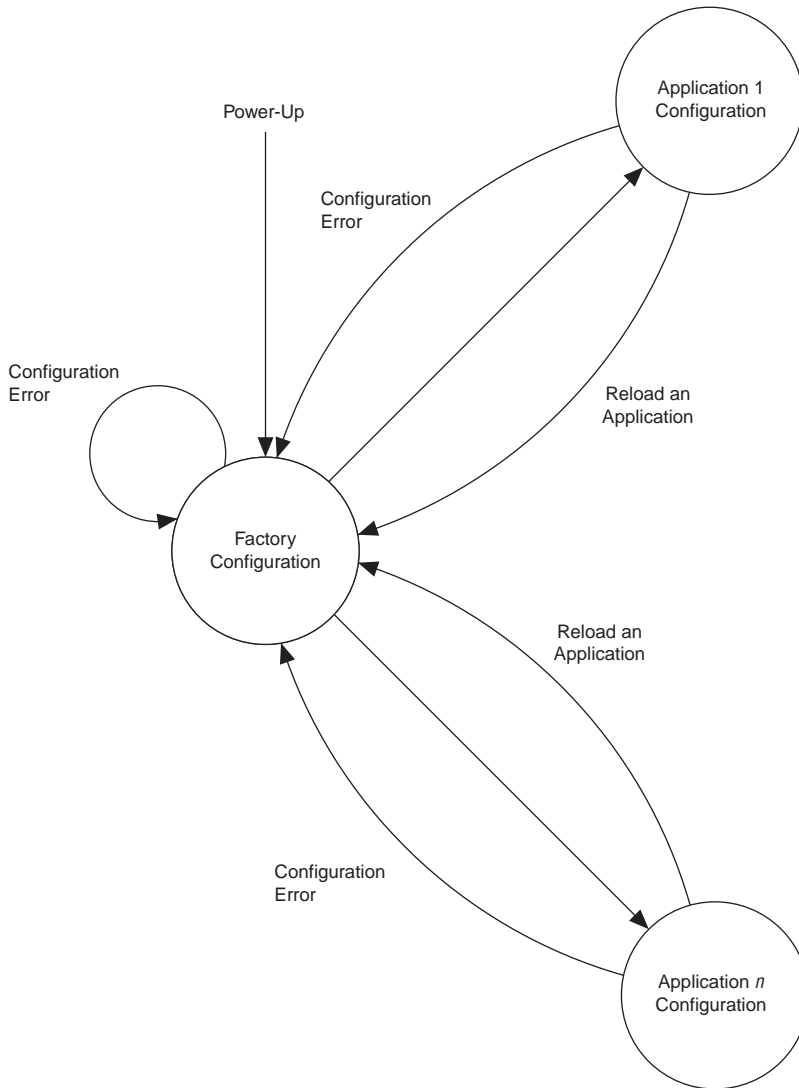 Application 1
Configuration
Power-Up
Configuration
Error
Configuration
Error
Reload an
Application
Factory
Configuration
Reload an
Application
Configuration
Error
Application n
Configuration